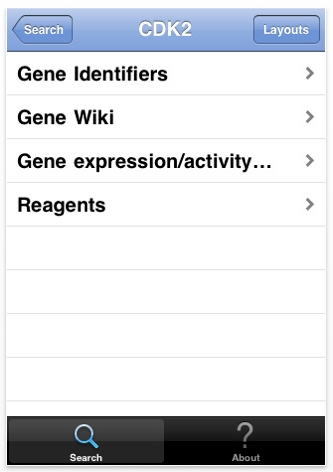 Search CDK2 Layouts
Gene Identifiers
Gene Wiki
Gene expression/activity...
Reagents
Search About